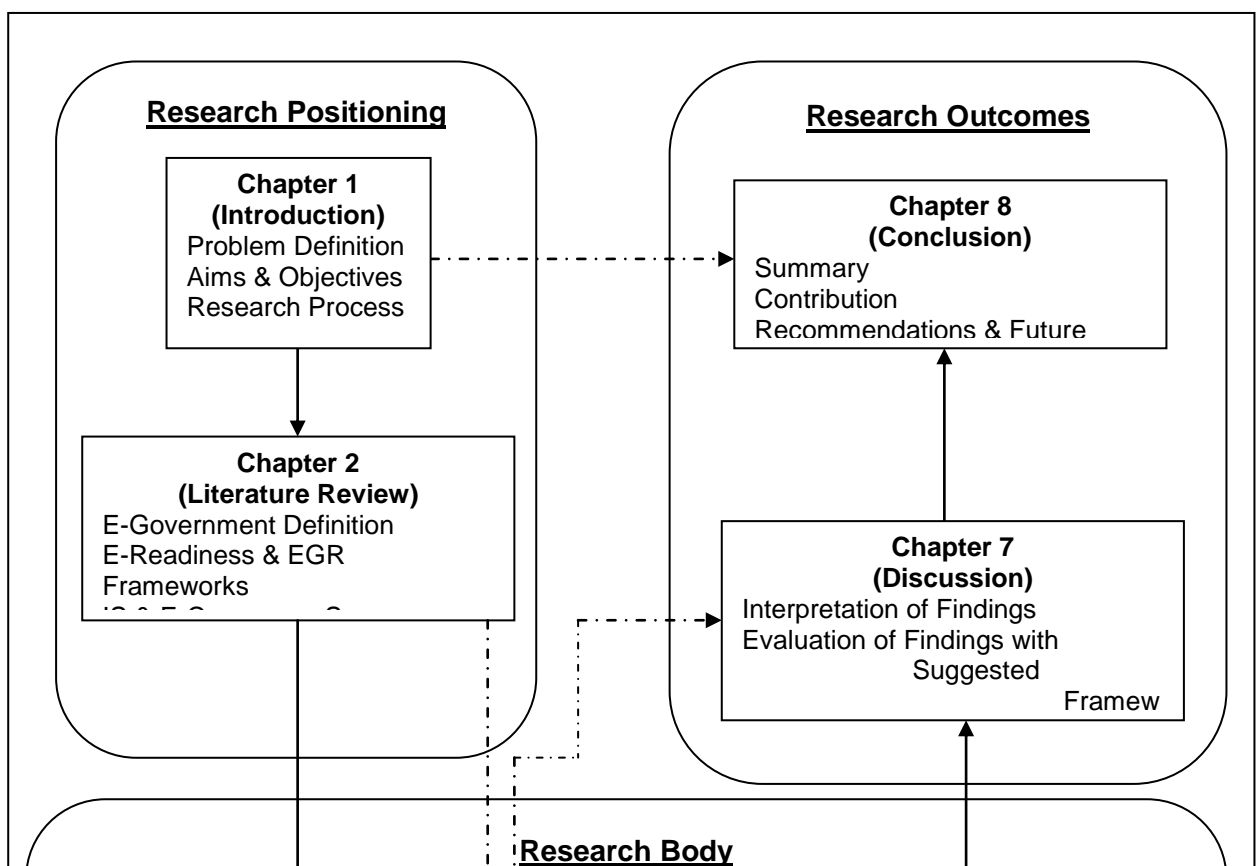 Research Positioning
Chapter 1
(Introduction)
Problem Definition
Aims & Objectives
Research Process
Chapter 2
(Literature Review)
E-Government Definition
E-Readiness & EGR
Frameworks
Research Outcomes
Chapter 8
(Conclusion)
Summary
Contribution
Recommendations & Future
Chapter 7
(Discussion)
Interpretation of Findings
Evaluation of Findings with
Suggested
Framew
Research Body